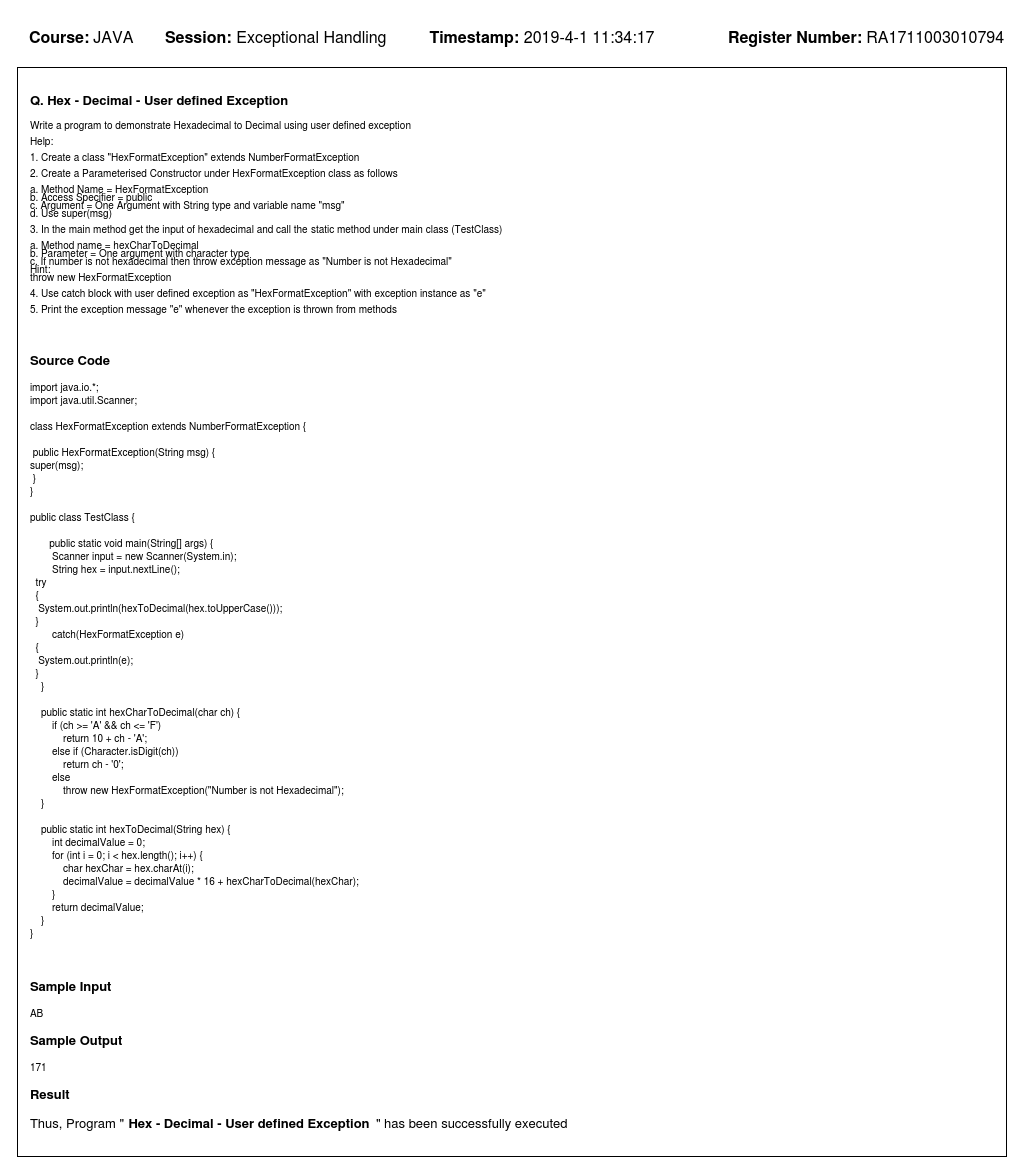 Course: JAVA Session: Exceptional Handling Timestamp: 2019-4-1 11:34:17 Register Number: RA1711003010794
Q. Hex - Decimal - User defined Exception
Write a program to demonstrate Hexadecimal to Decimal using user defined exception
Help:
1. Create a class "HexFormatException" extends NumberFormatException
2. Create a Parameterised Constructor under HexFormatException class as follows
a. Method Name = HexFormatException
b. Access Specifier = public
c. Argument = One Argument with String type and variable name "msg"
d. Use super(msg)
3. In the main method get the input of hexadecimal and call the static method under main class (TestClass)
a. Method name = hexCharToDecimal
b. Parameter = One argument with character type
c. If number is not hexadecimal then throw exception message as "Number is not Hexadecimal"
Hint:
throw new HexFormatException
4. Use catch block with user defined exception as "HexFormatException" with exception instance as "e"
5. Print the exception message "e" whenever the exception is thrown from methods
Source Code
import java.io.*;
import java.util.Scanner;
class HexFormatException extends NumberFormatException {
public HexFormatException(String msg) {
super(msg);
}
}
public class TestClass {
public static void main(String[] args) {
Scanner input = new Scanner(System.in);
String hex = input.nextLine();
try
{
System.out.println(hexToDecimal(hex.toUpperCase()));
}
catch(HexFormatException e)
{
System.out.println(e);
}
}
public static int hexCharToDecimal(char ch) {
if (ch >= 'A' && ch <= 'F')
return 10 + ch - 'A';
else if (Character.isDigit(ch))
return ch - '0';
else
throw new HexFormatException("Number is not Hexadecimal");
}
public static int hexToDecimal(String hex) {
int decimalValue = 0;
for (int i = 0; i < hex.length(); i++) {
char hexChar = hex.charAt(i);
decimalValue = decimalValue * 16 + hexCharToDecimal(hexChar);
}
return decimalValue;
}
}
Sample Input
AB
Sample Output
171
Result
Thus, Program " Hex - Decimal - User defined Exception " has been successfully executed